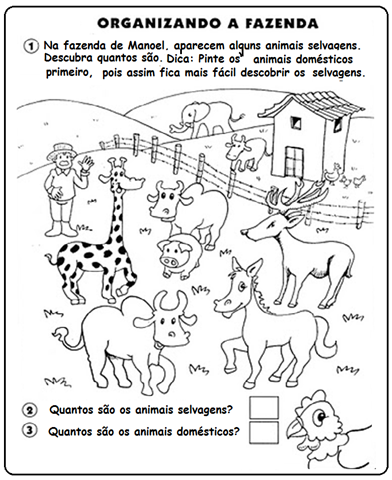 ORGANIZANDO A FAZENDA
1 Na fazenda de Manoel, aparecem alguns animais selvagens.
Descubra quantos são. Dica: Pinte os animais domésticos
primeiro, pois assim fica mais fácil descobrir os selvagens.
2 Quantos são os animais selvagens?
3 Quantos são os animais domésticos?